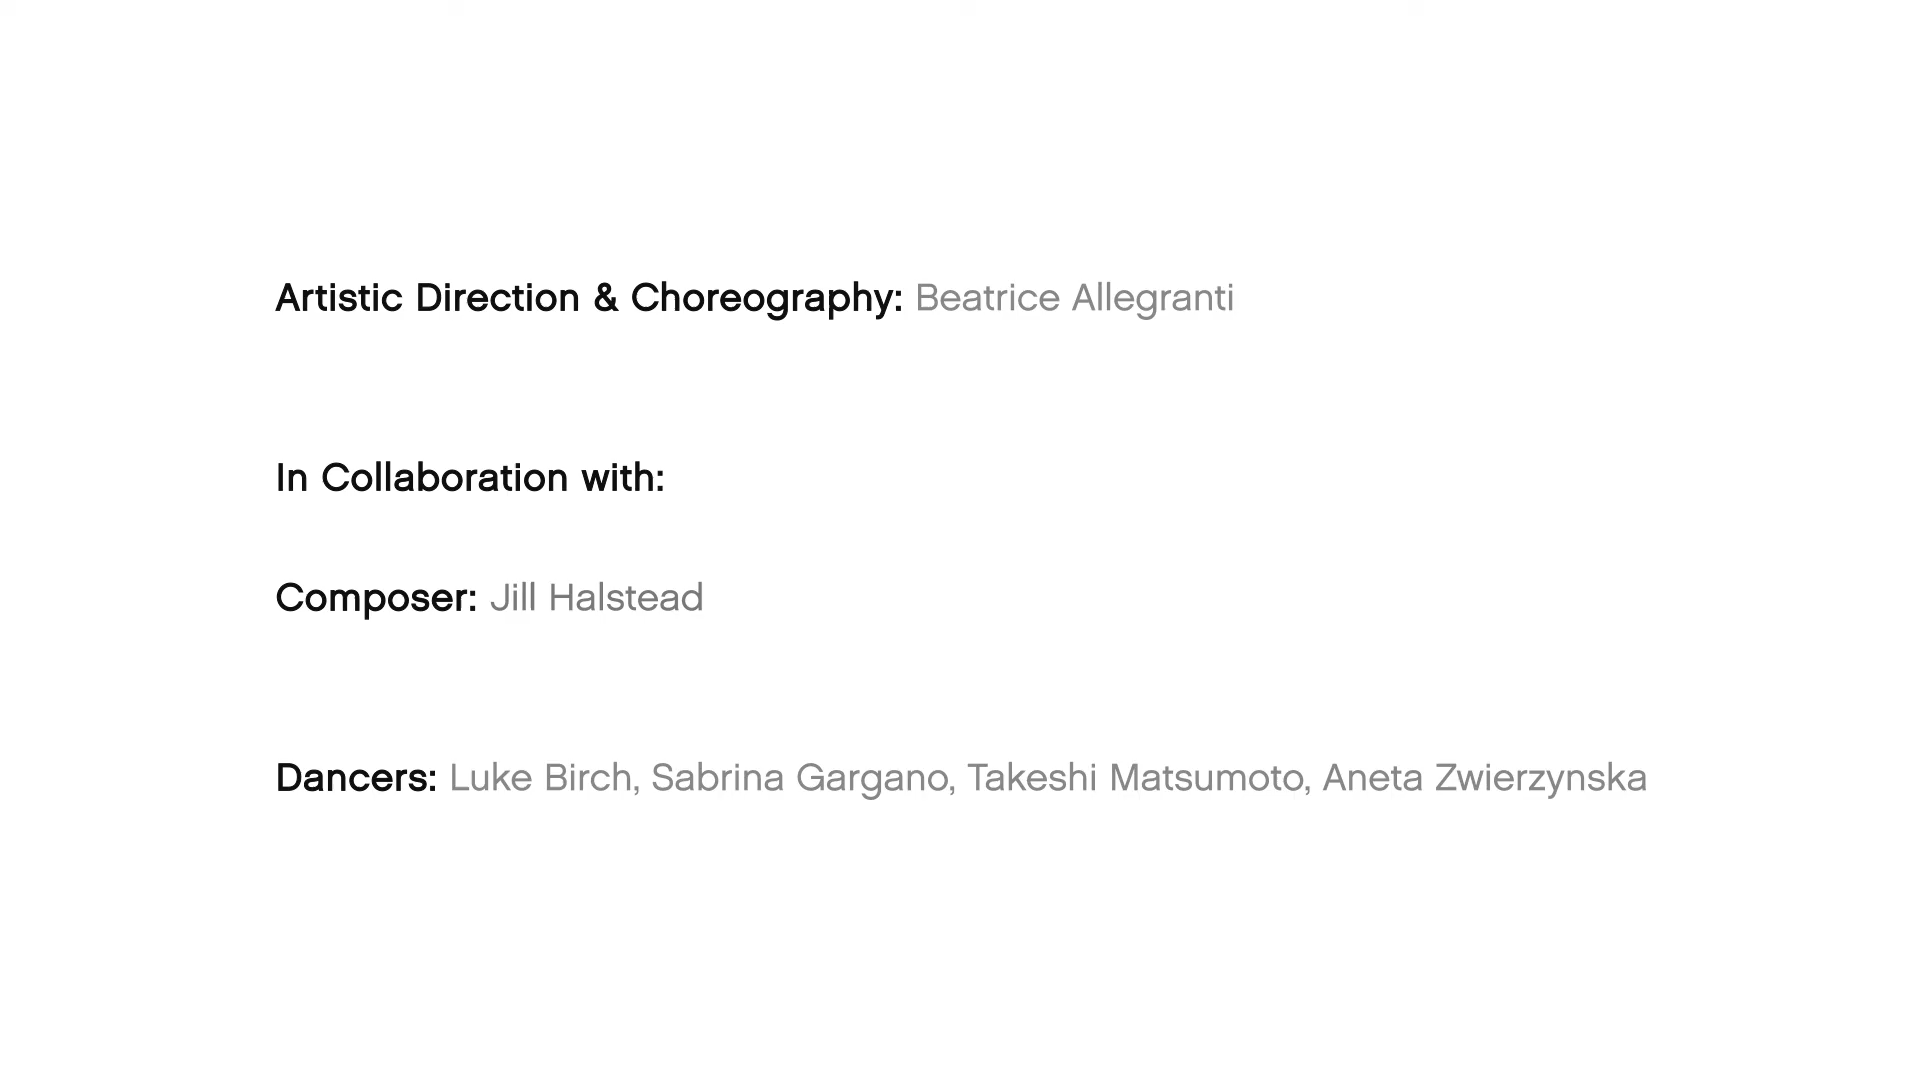 Artistic Direction & Choreography: Beatrice Allegranti
In Collaboration with:
Composer: Jill Halstead
Dancers: Luke Birch, Sabrina Gargano, Takeshi Matsumoto, Aneta Zwierzynska